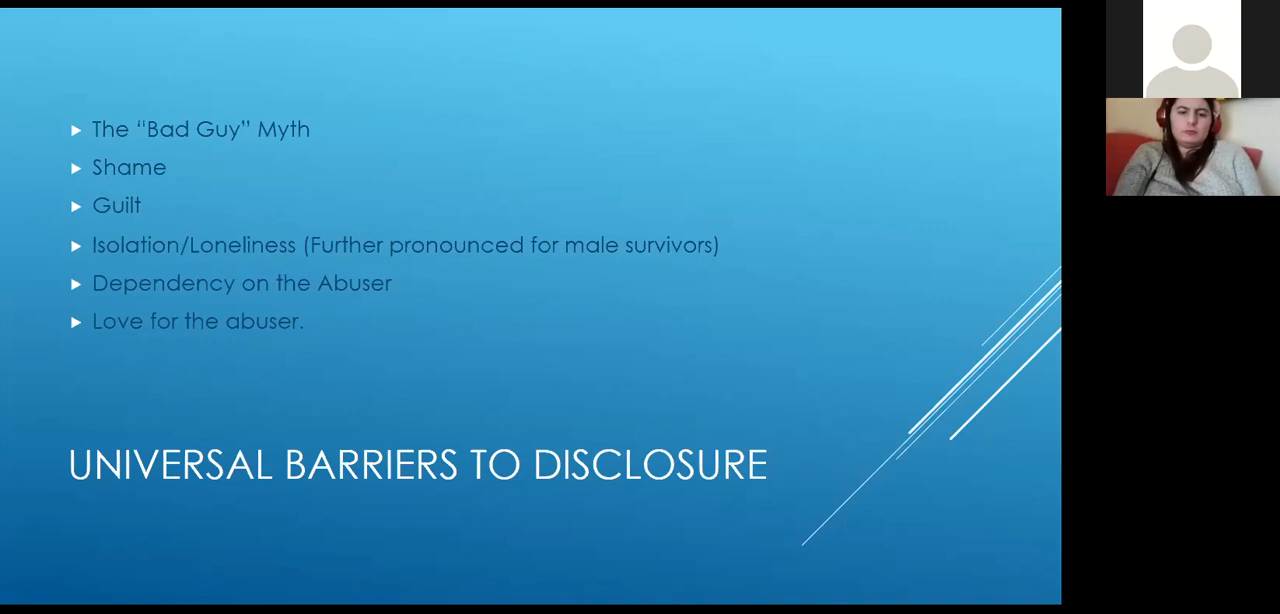 The “Bad Guy” Myth
Shame
Guilt
Isolation/Loneliness (Further pronounced for male survivors)
Dependency on the Abuser
Love for the abuser.
UNIVERSAL BARRIERS TO DISCLOSURE